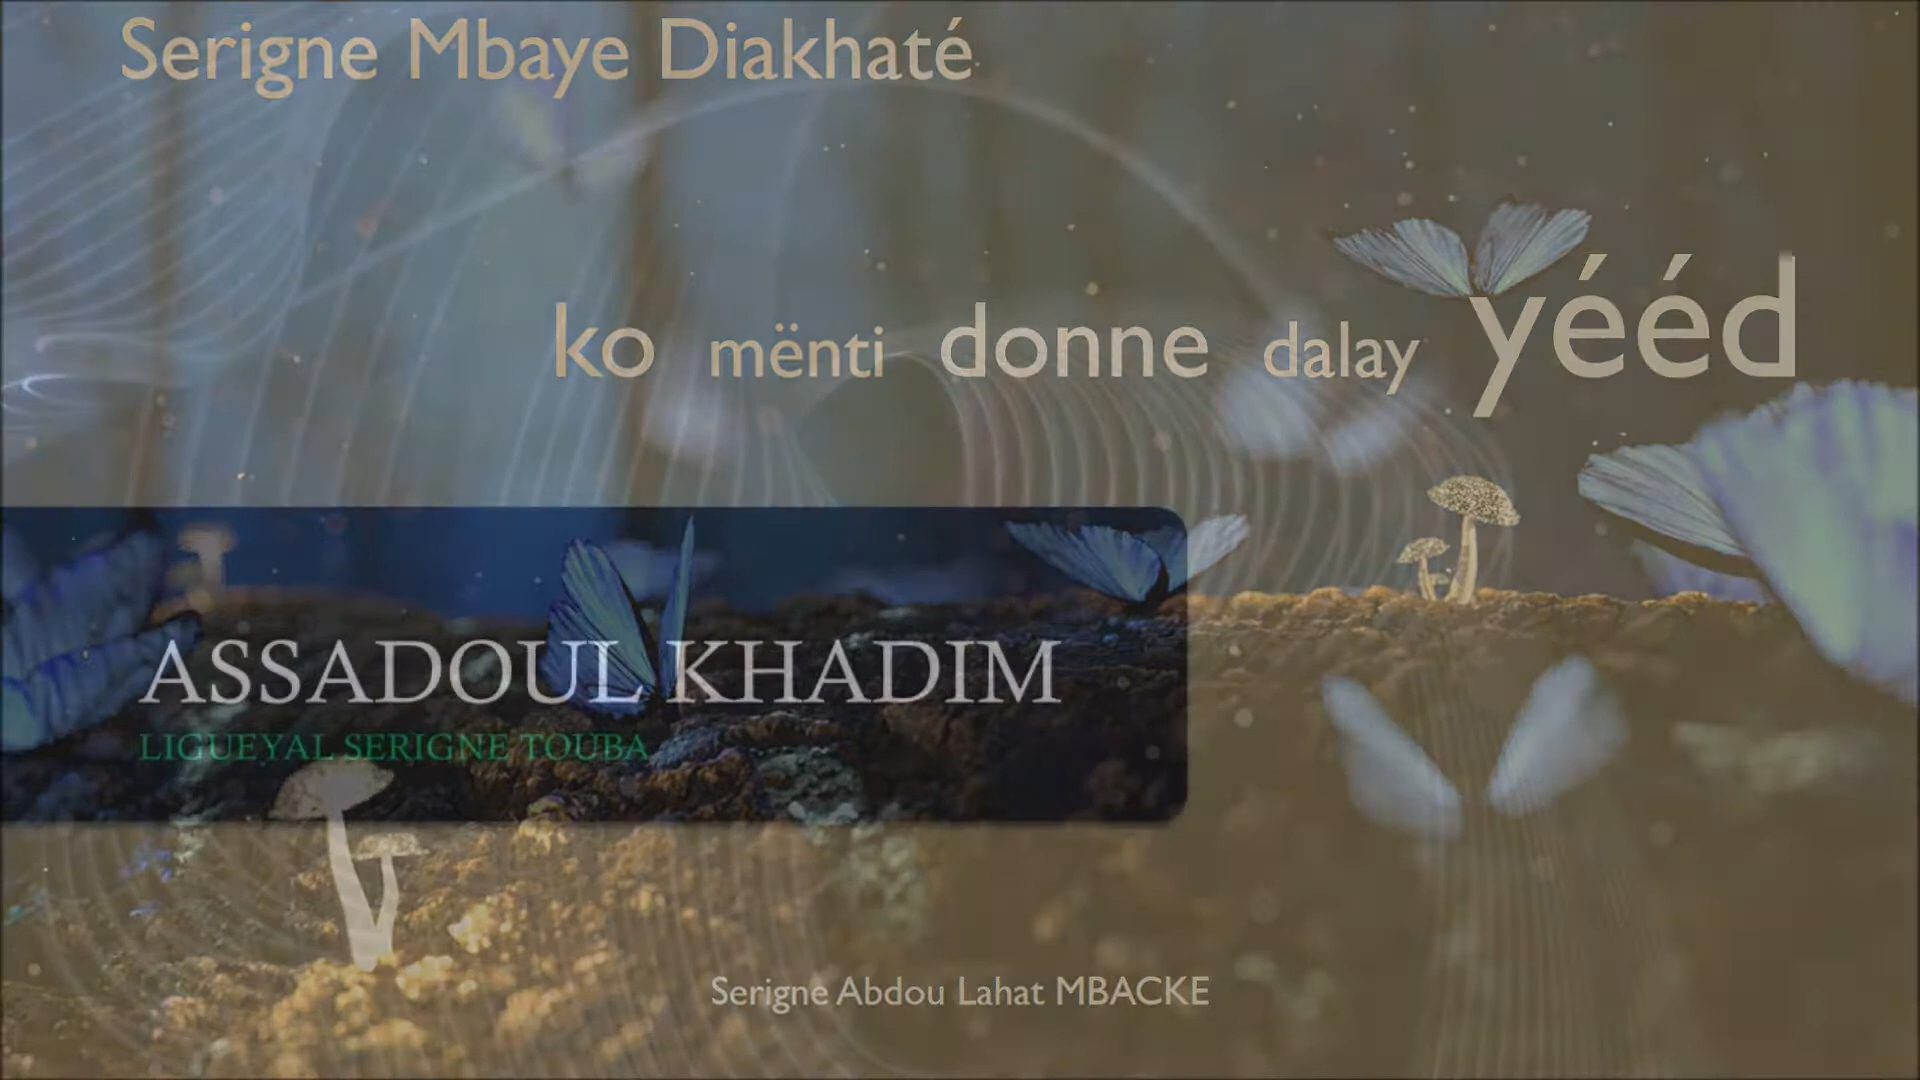 Serigne Mbaye Diakhaté
ko mënti donne dalay yééd
ASSADOUL KHADIM
LIGUEYAL SERIGNE TOUBA
Serigne Abdou Lahat MBACKE